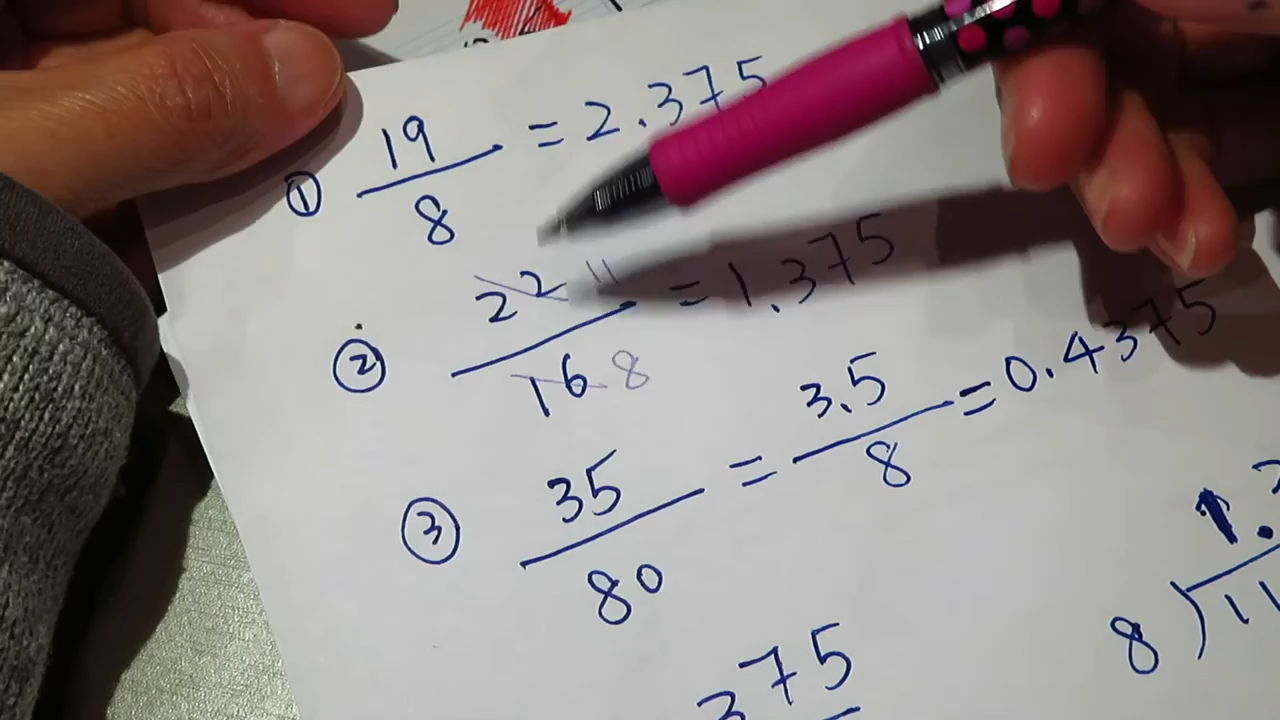 ① 19/8 = 2.375
② 22/16 11/8 = 1.375
③ 35/80 = 3.5/8 = 0.4375
1.
8)11
375